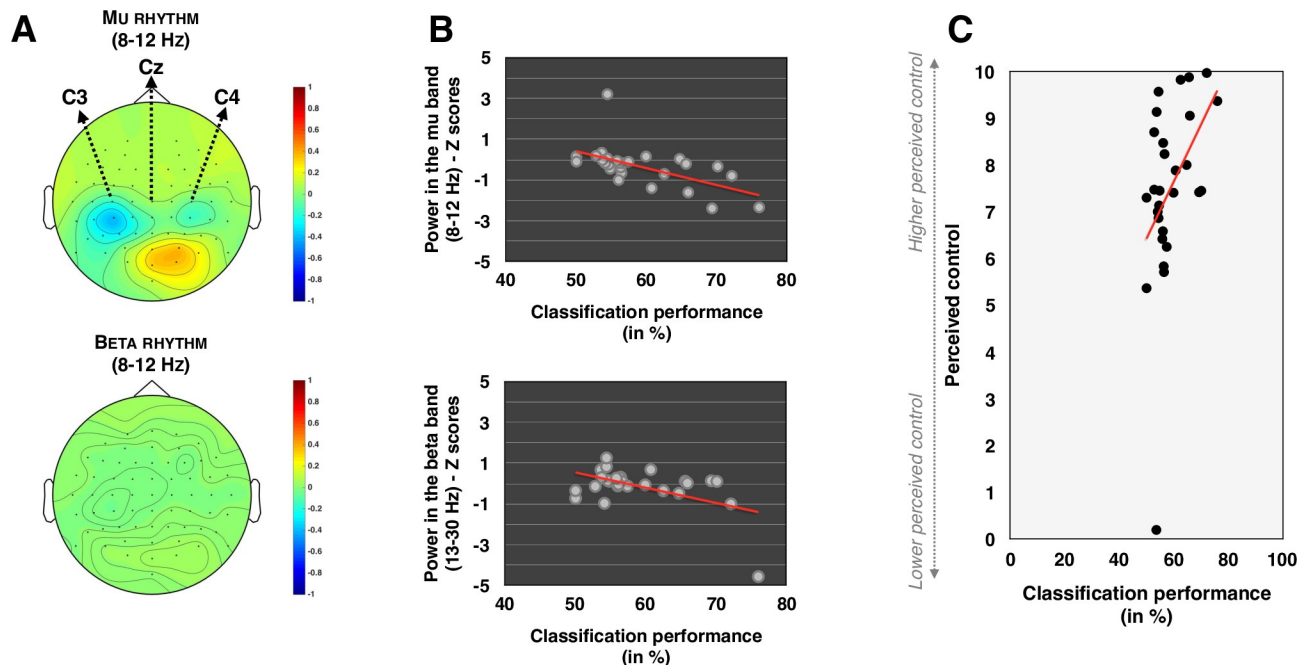 A
MU RHYTHM
(8-12 Hz)
Cz
C3
C4
1
0.8
0.6
0.4
0.2
0
-0.2
-0.4
-0.6
-0.8
-1
BETA RHYTHM
(8-12 Hz)
1
0.8
0.6
0.4
0.2
0
-0.2
-0.4
-0.6
-0.8
-1
B
Power in the mu band
(8-12 Hz) - Z scores
5
3
1
-1
-3
-5
40 50 60 70 80
Classification performance
(in %)
Power in the beta band
(13-30 Hz) - Z scores
5
3
1
-1
-3
-5
40 50 60 70 80
Classification performance
(in %)
C
Higher perceived control
Lower perceived control
Perceived control
10
9
8
7
6
5
4
3
2
1
0
0 20 40 60 80 100
Classification performance
(in %)